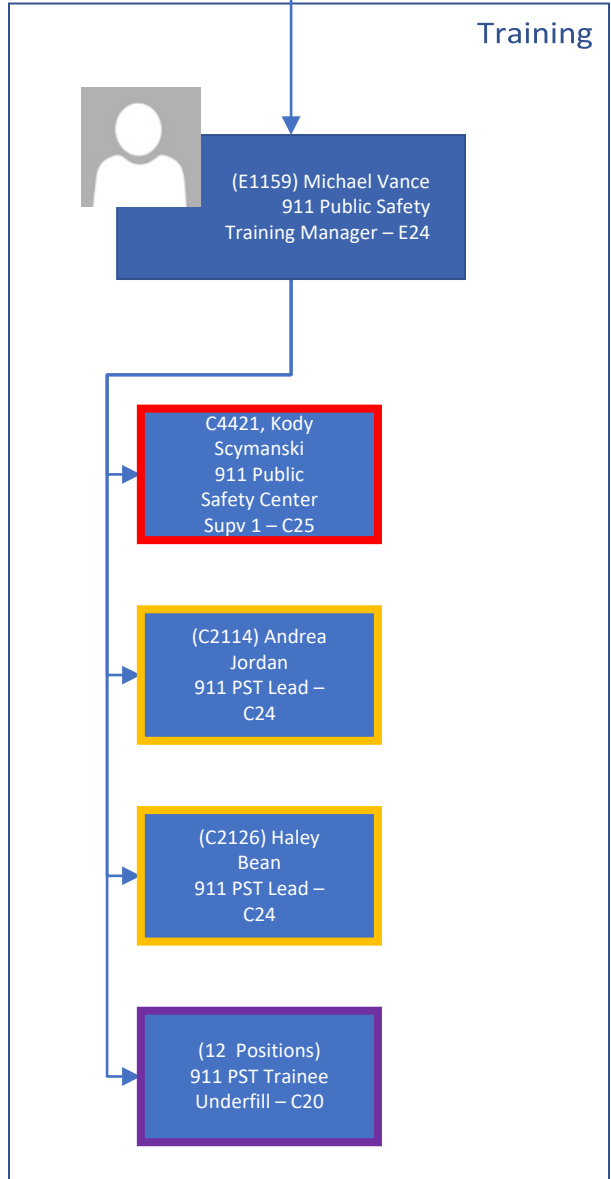 Training
(E1159) Michael Vance
911 Public Safety
Training Manager – E24
C4421, Kody
Scymanski
911 Public
Safety Center
Supv 1 – C25
(C2114) Andrea
Jordan
911 PST Lead –
C24
(C2126) Haley
Bean
911 PST Lead –
C24
(12  Positions)
911 PST Trainee
Underfill – C20